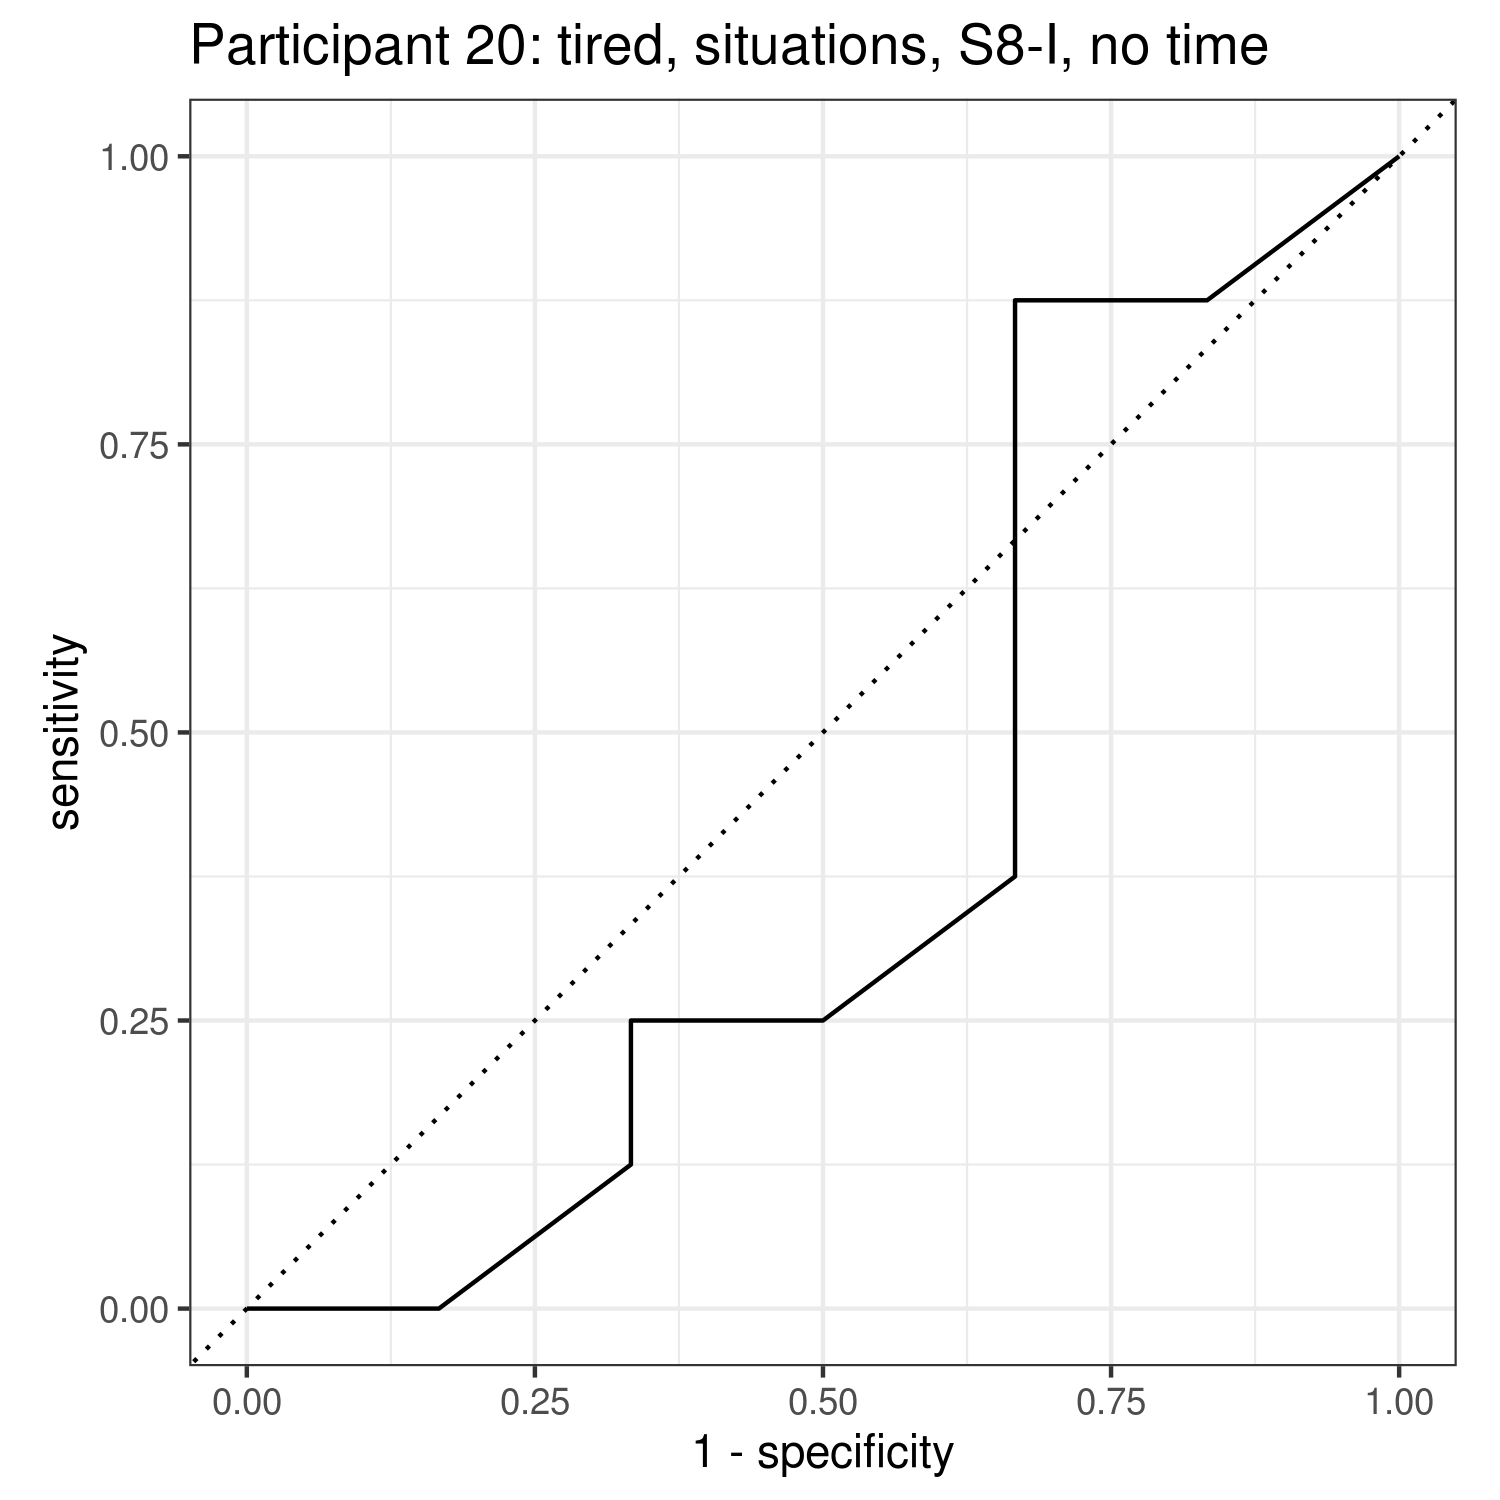 Participant 20: tired, situations, S8-I, no time
1.00
0.75
0.50
0.25
0.00
sensitivity
0.00 0.25 0.50 0.75 1.00
1 - specificity